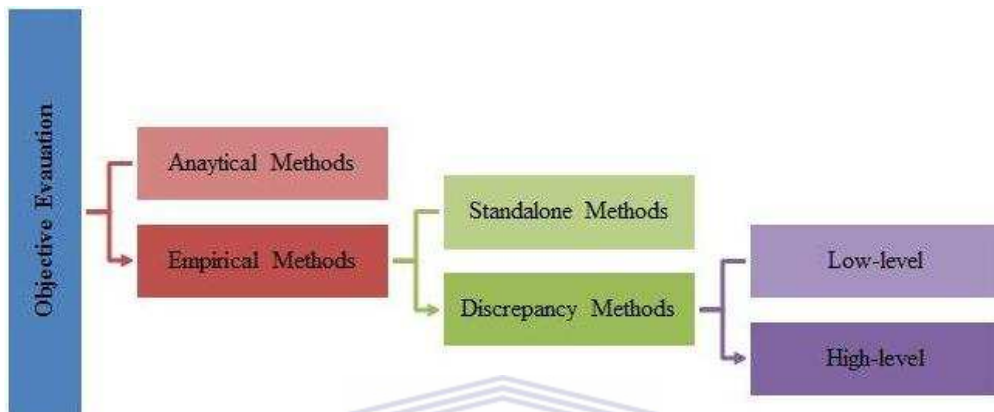 Objective Evauation
Anaytical Methods
Empirical Methods
Standalone Methods
Discrepancy Methods
Low-level
High-level